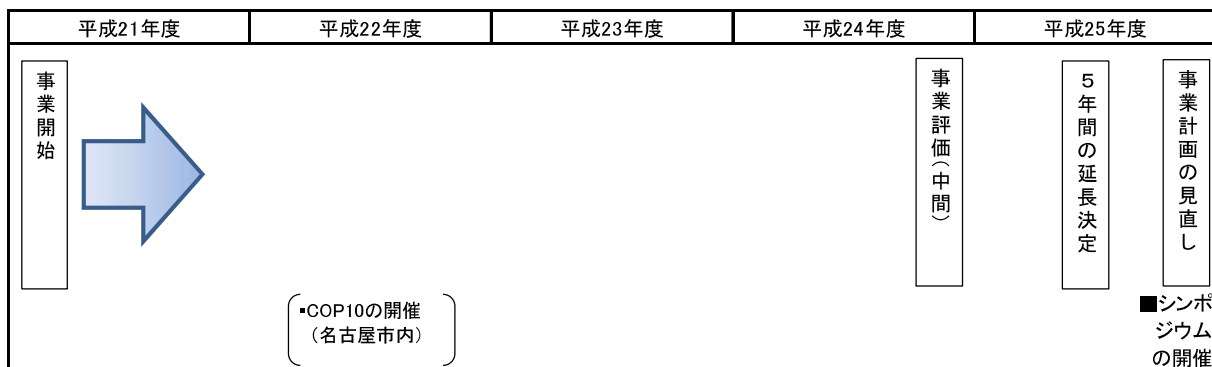 平成21年度
平成22年度
平成23年度
平成24年度
平成25年度
事業開始
事業評価(中間)
5年間の延長決定
事業計画の見直し
▪COP10の開催
(名古屋市内)
■シンポ
ジウム
の開催